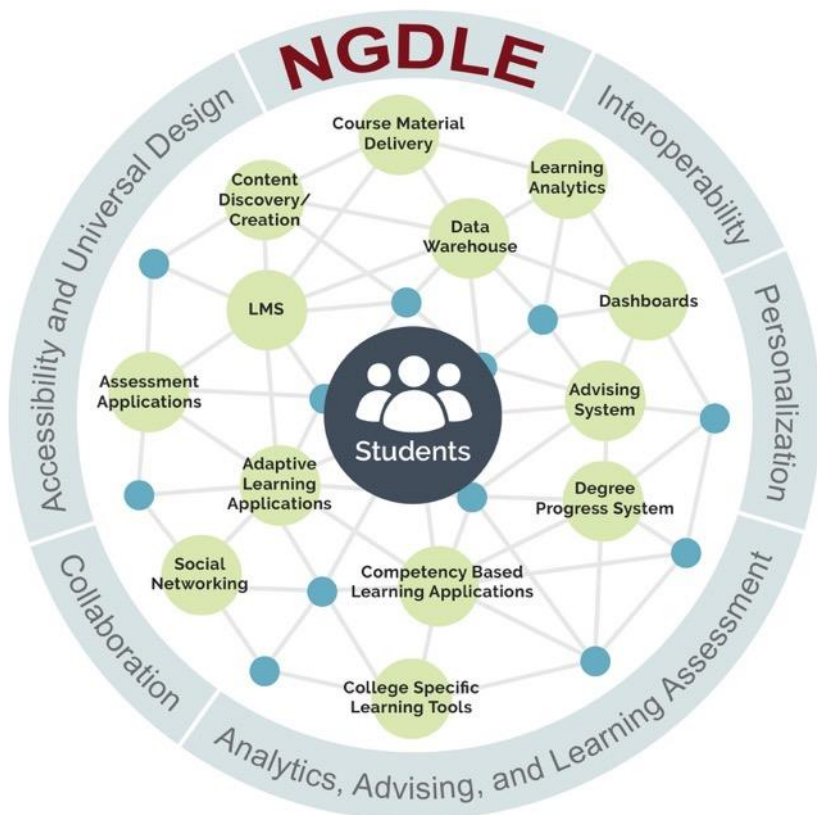 NGDLE
Interoperability
Personalization
Analytics, Advising, and Learning Assessment
Collaboration
Accessibility and Universal Design
Course Material
Delivery
Learning
Analytics
Content
Discovery/
Creation
Data
Warehouse
LMS
Dashboards
Assessment
Applications
Advising
System
Students
Adaptive
Learning
Applications
Degree
Progress System
Social
Networking
Competency Based
Learning Applications
College Specific
Learning Tools